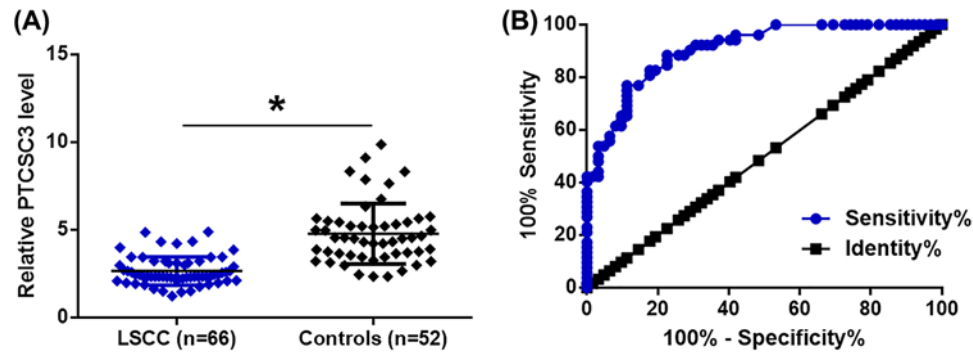 (A)
Relative PTCSC3 level
15
10
5
0
*
LSCC (n=66)
Controls (n=52)
(B)
100% Sensitivity
100
80
60
40
20
0
Sensitivity%
Identity%
0 20 40 60 80 100
100% - Specificity%